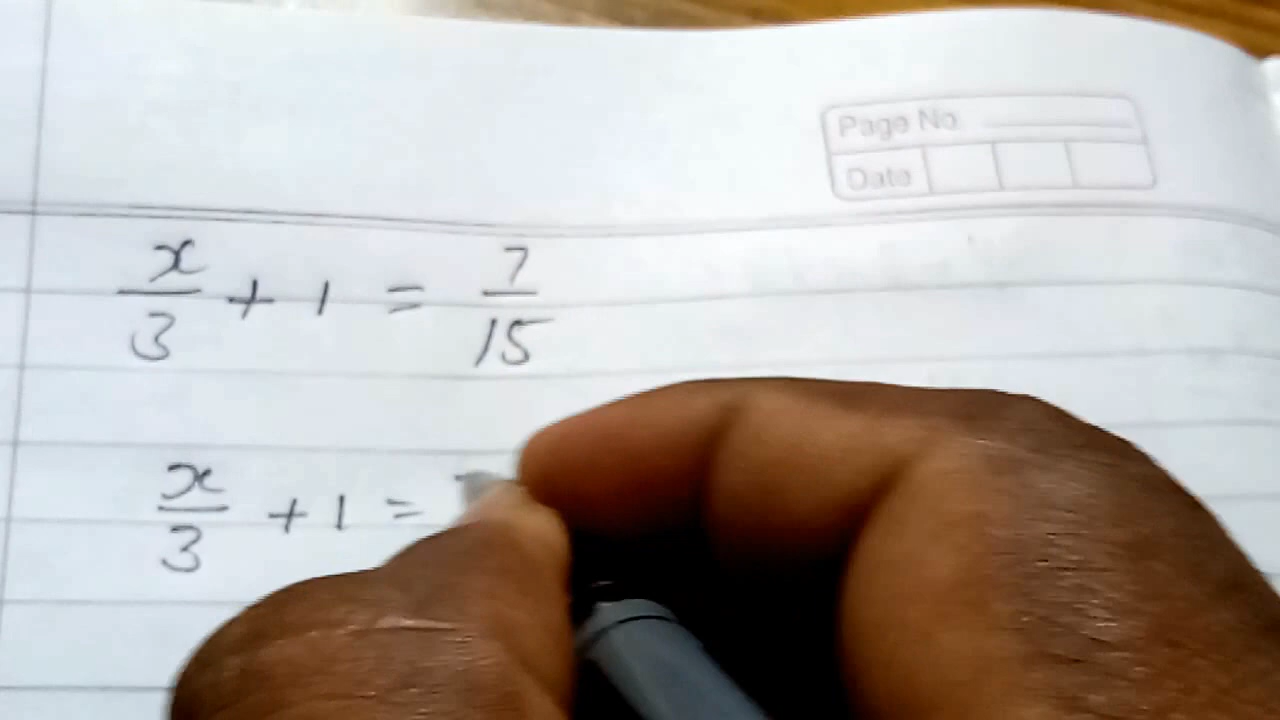 Page No
Date
x/3 + 1 = 7/15
x/3 + 1 =